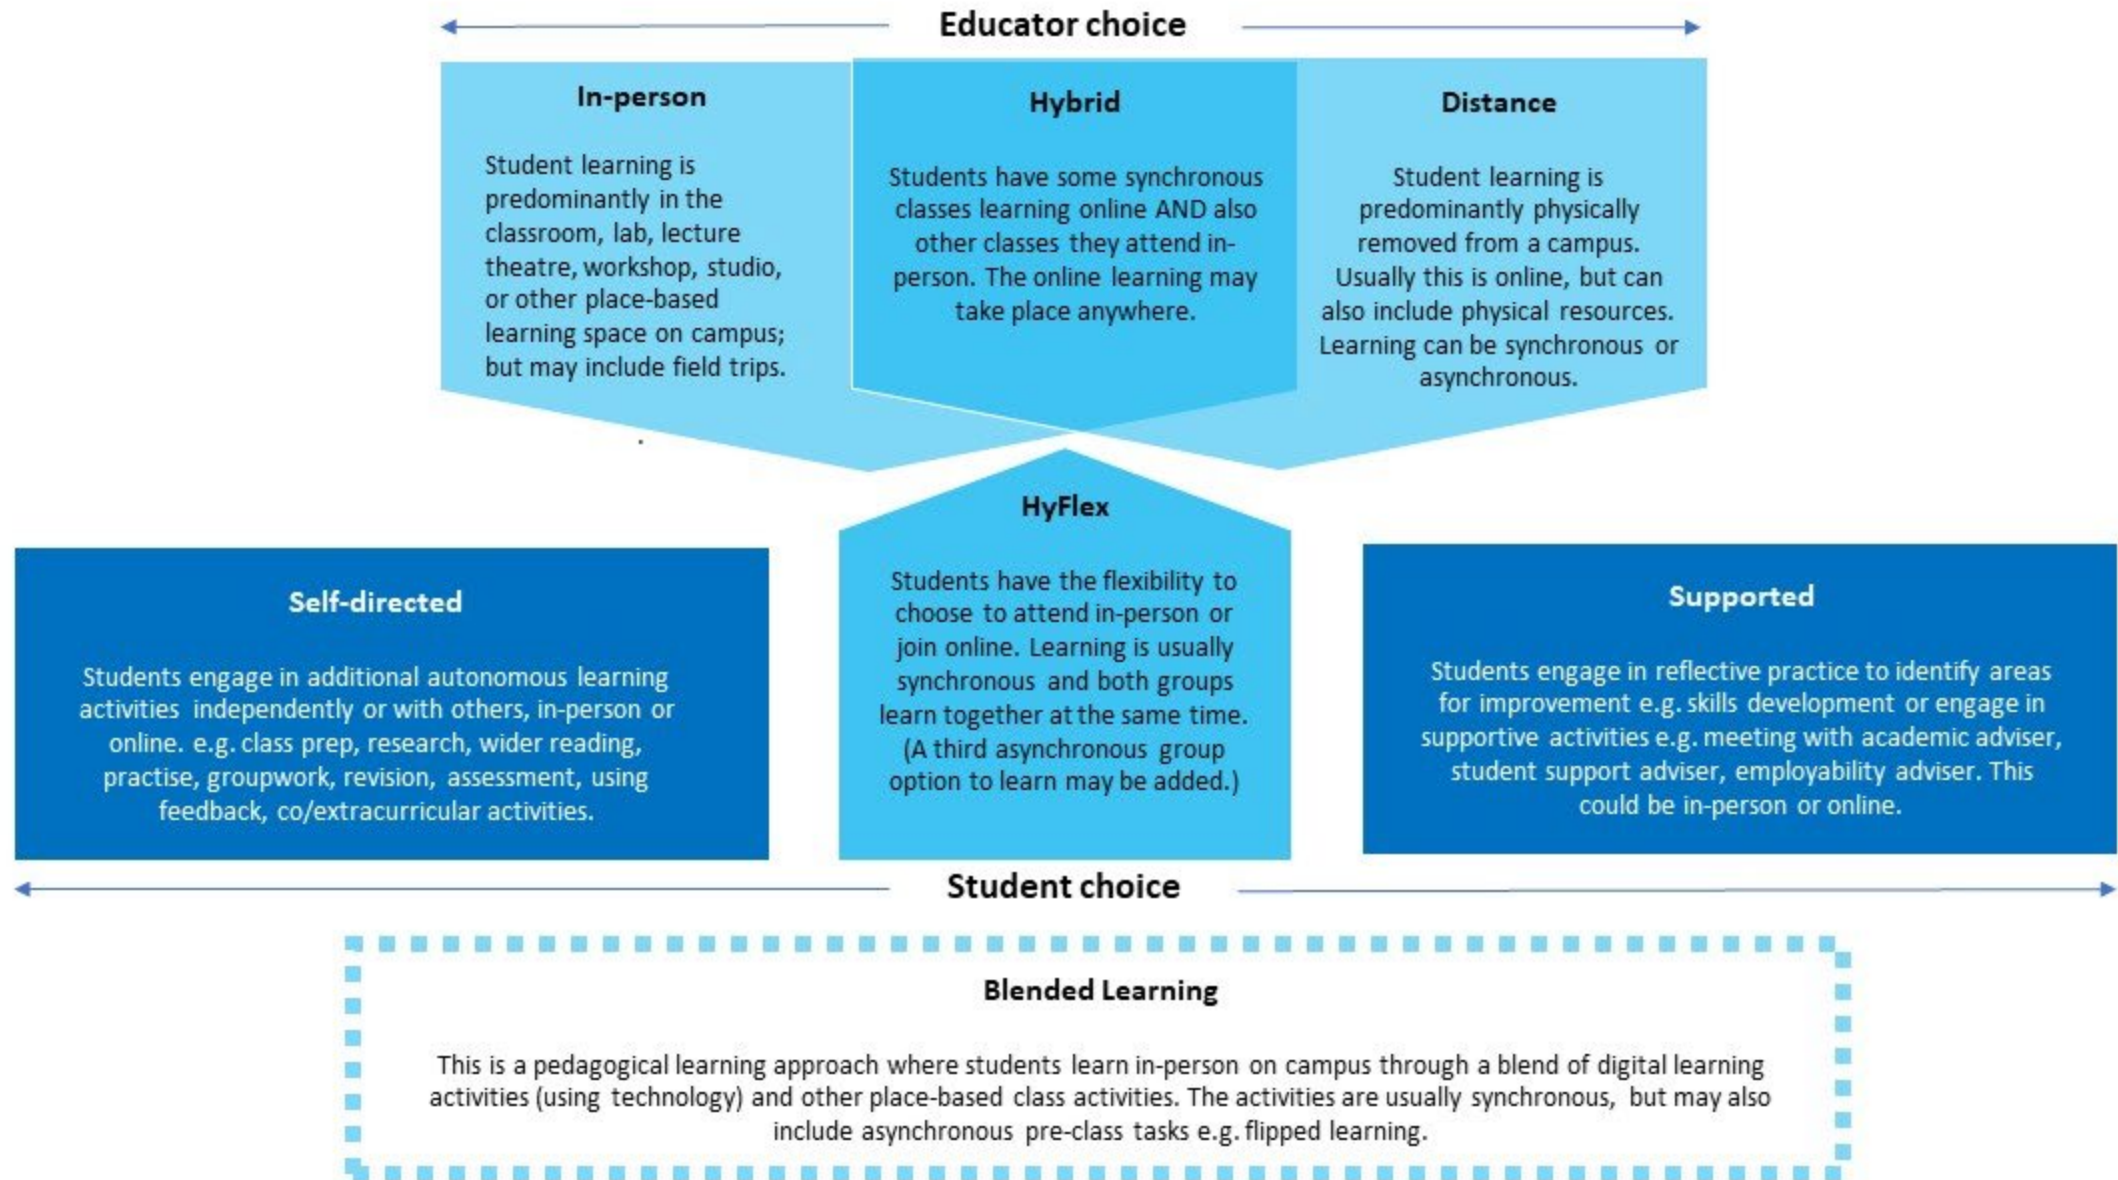 Educator choice
In-person
Student learning is
predominantly in the
classroom, lab, lecture
theatre, workshop, studio,
or other place-based
learning space on campus;
but may include field trips.
Hybrid
Students have some synchronous
classes learning online AND also
other classes they attend in-
person. The online learning may
take place anywhere.
Distance
Student learning is
predominantly physically
removed from a campus.
Usually this is online, but can
also include physical resources.
Learning can be synchronous or
asynchronous.
Self-directed
Students engage in additional autonomous learning
activities independently or with others, in-person or
online. e.g. class prep, research, wider reading,
practise, groupwork, revision, assessment, using
feedback, co/extracurricular activities.
HyFlex
Students have the flexibility to
choose to attend in-person or
join online. Learning is usually
synchronous and both groups
learn together at the same time.
(A third asynchronous group
option to learn may be added.)
Supported
Students engage in reflective practice to identify areas
for improvement e.g. skills development or engage in
supportive activities e.g. meeting with academic adviser,
student support adviser, employability adviser. This
could be in-person or online.
Student choice
Blended Learning
This is a pedagogical learning approach where students learn in-person on campus through a blend of digital learning
activities (using technology) and other place-based class activities. The activities are usually synchronous, but may also
include asynchronous pre-class tasks e.g. flipped learning.